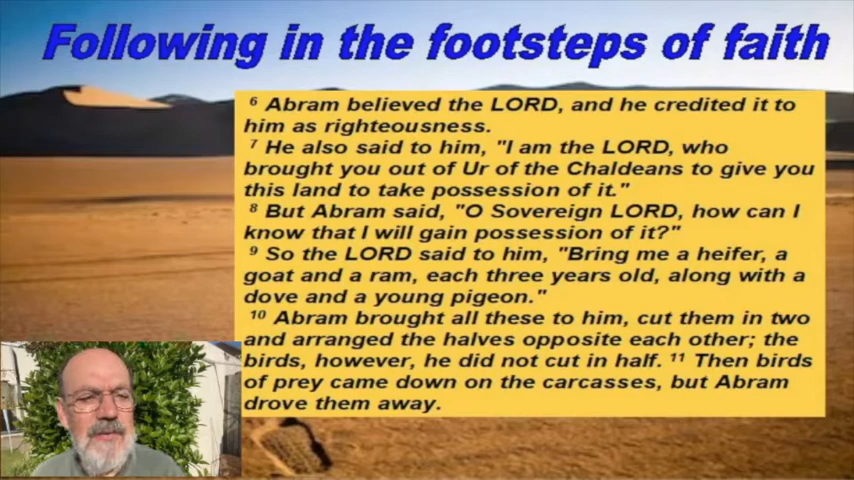 Following in the footsteps of faith
⁶ Abram believed the LORD, and he credited it to
him as righteousness.
⁷ He also said to him, "I am the LORD, who
brought you out of Ur of the Chaldeans to give you
this land to take possession of it."
⁸ But Abram said, "O Sovereign LORD, how can I
know that I will gain possession of it?"
⁹ So the LORD said to him, "Bring me a heifer, a
goat and a ram, each three years old, along with a
dove and a young pigeon."
¹⁰ Abram brought all these to him, cut them in two
and arranged the halves opposite each other; the
birds, however, he did not cut in half. ¹¹ Then birds
of prey came down on the carcasses, but Abram
drove them away.